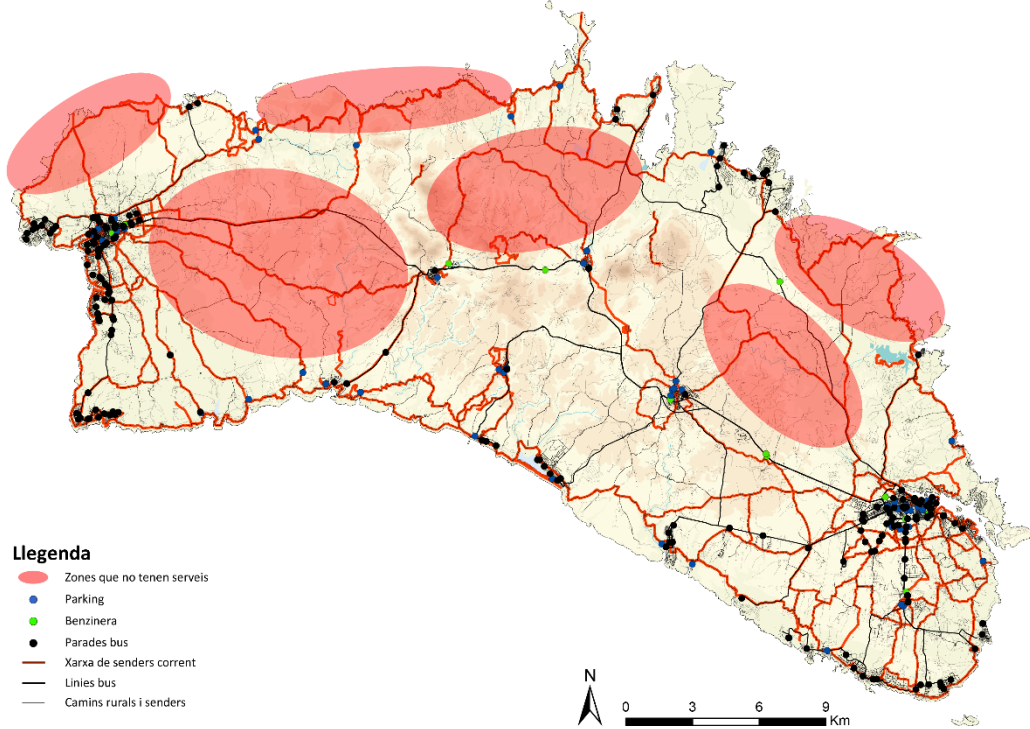 Llegenda
Zones que no tenen serveis
Parking
Benzinera
Parades bus
Xarxa de senders corrent
Linies bus
Camins rurals i senders
N
0 3 6 9
Km